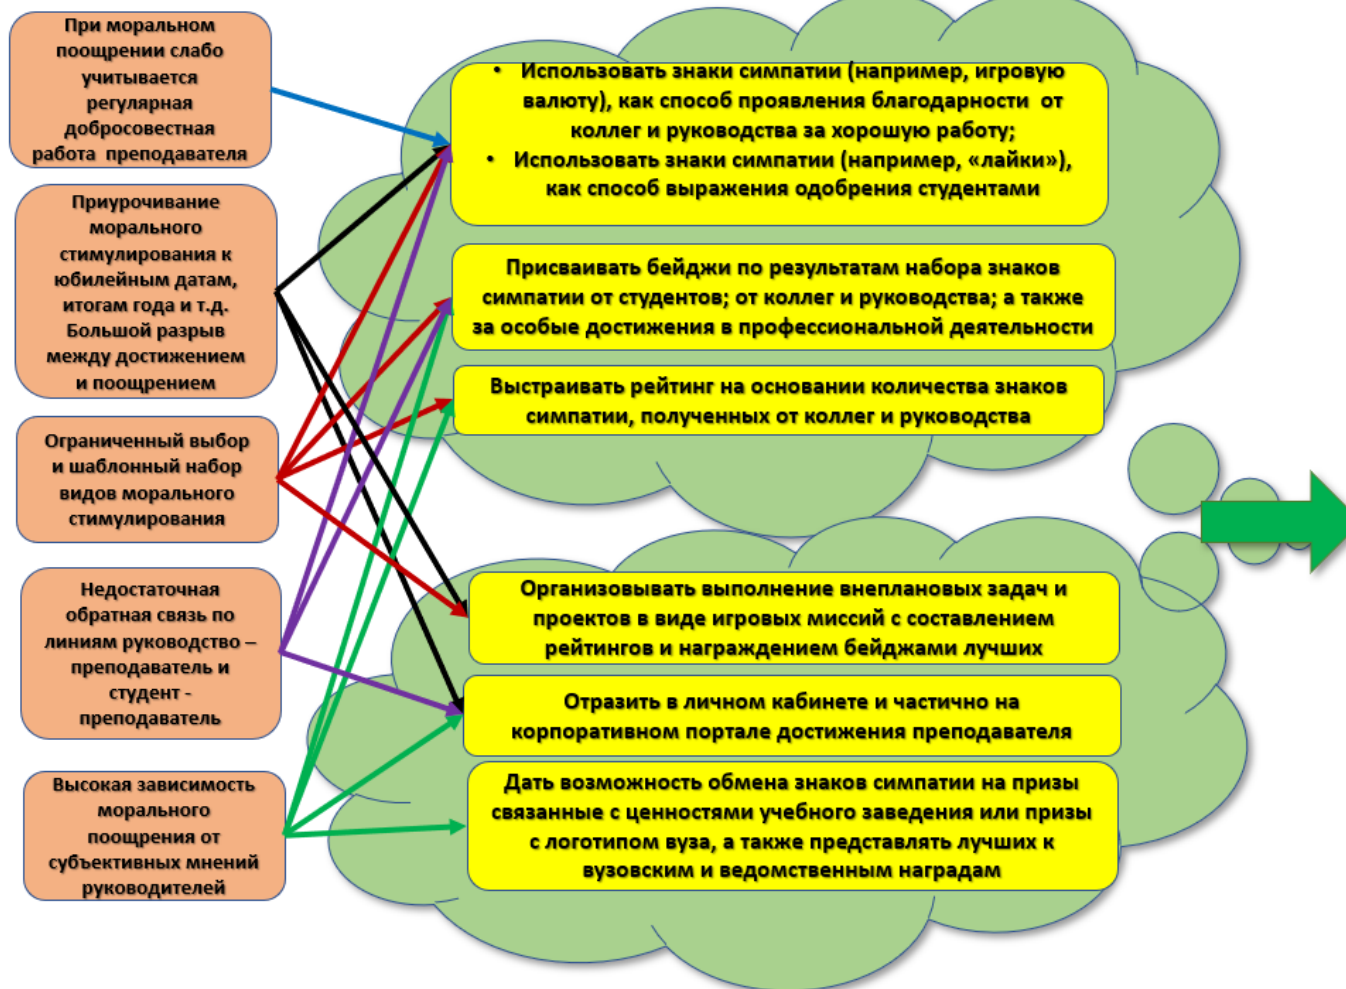 При моральном
поощрении слабо
учитывается
регулярная
добросовестная
работа преподавателя
Приурочивание
морального
стимулирования к
юбилейным датам,
итогам года и т.д.
Большой разрыв
между достижением
и поощрением
Ограниченный выбор
и шаблонный набор
видов морального
стимулирования
Недостаточная
обратная связь по
линиям руководство –
преподаватель и
студент -
преподаватель
Высокая зависимость
морального
поощрения от
субъективных мнений
руководителей
• Использовать знаки симпатии (например, игровую
валюту), как способ проявления благодарности от
коллег и руководства за хорошую работу;
• Использовать знаки симпатии (например, «лайки»),
как способ выражения одобрения студентами
Присваивать бейджи по результатам набора знаков
симпатии от студентов; от коллег и руководства; а также
за особые достижения в профессиональной деятельности
Выстраивать рейтинг на основании количества знаков
симпатии, полученных от коллег и руководства
Организовывать выполнение внеплановых задач и
проектов в виде игровых миссий с составлением
рейтингов и награждением бейджами лучших
Отразить в личном кабинете и частично на
корпоративном портале достижения преподавателя
Дать возможность обмена знаков симпатии на призы
связанные с ценностями учебного заведения или призы
с логотипом вуза, а также представлять лучших к
вузовским и ведомственным наградам